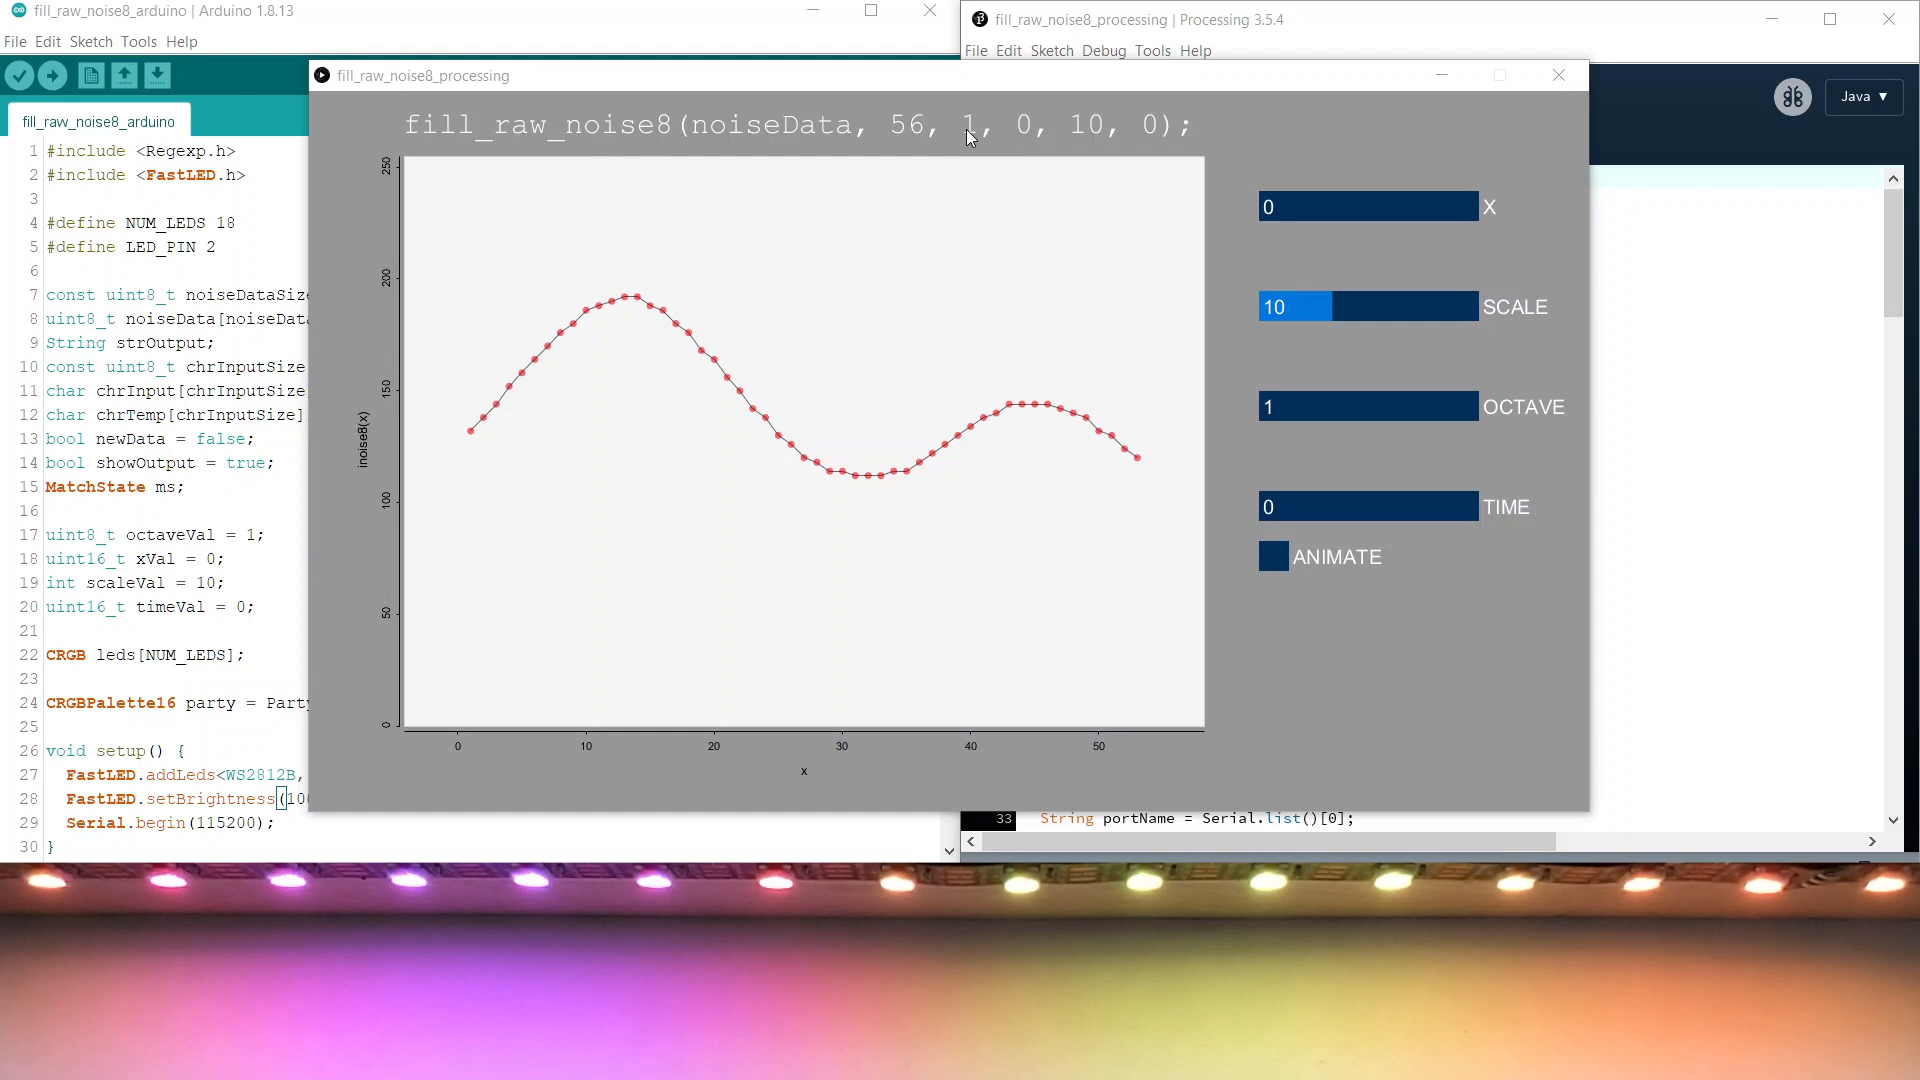 fill_raw_noise8_arduino | Arduino 1.8.13
File Edit Sketch Tools Help
fill_raw_noise8_arduino
1 #include <Regexp.h>
2 #include <FastLED.h>
3
4 #define NUM_LEDS 18
5 #define LED_PIN 2
6
7 const uint8_t noiseDataSize
8 uint8_t noiseData[noiseData
9 String strOutput;
10 const uint8_t chrInputSize
11 char chrInput[chrInputSize
12 char chrTemp[chrInputSize]
13 bool newData = false;
14 bool showOutput = true;
15 MatchState ms;
16
17 uint8_t octaveVal = 1;
18 uint16_t xVal = 0;
19 int scaleVal = 10;
20 uint16_t timeVal = 0;
21
22 CRGB leds[NUM_LEDS];
23
24 CRGBPalette16 party = Party
25
26 void setup() {
27 FastLED.addLeds<WS2812B,
28 FastLED.setBrightness(100
29 Serial.begin(115200);
30 }
fill_raw_noise8_processing | Processing 3.5.4
File Edit Sketch Debug Tools Help
Java ▼
33 String portName = Serial.list()[0];
fill_raw_noise8_processing
fill_raw_noise8(noiseData, 56, 1, 0, 10, 0);
250
200
150
100
50
0
inoise8(x)
0 10 20 30 40 50
x
0 X
10 SCALE
1 OCTAVE
0 TIME
ANIMATE